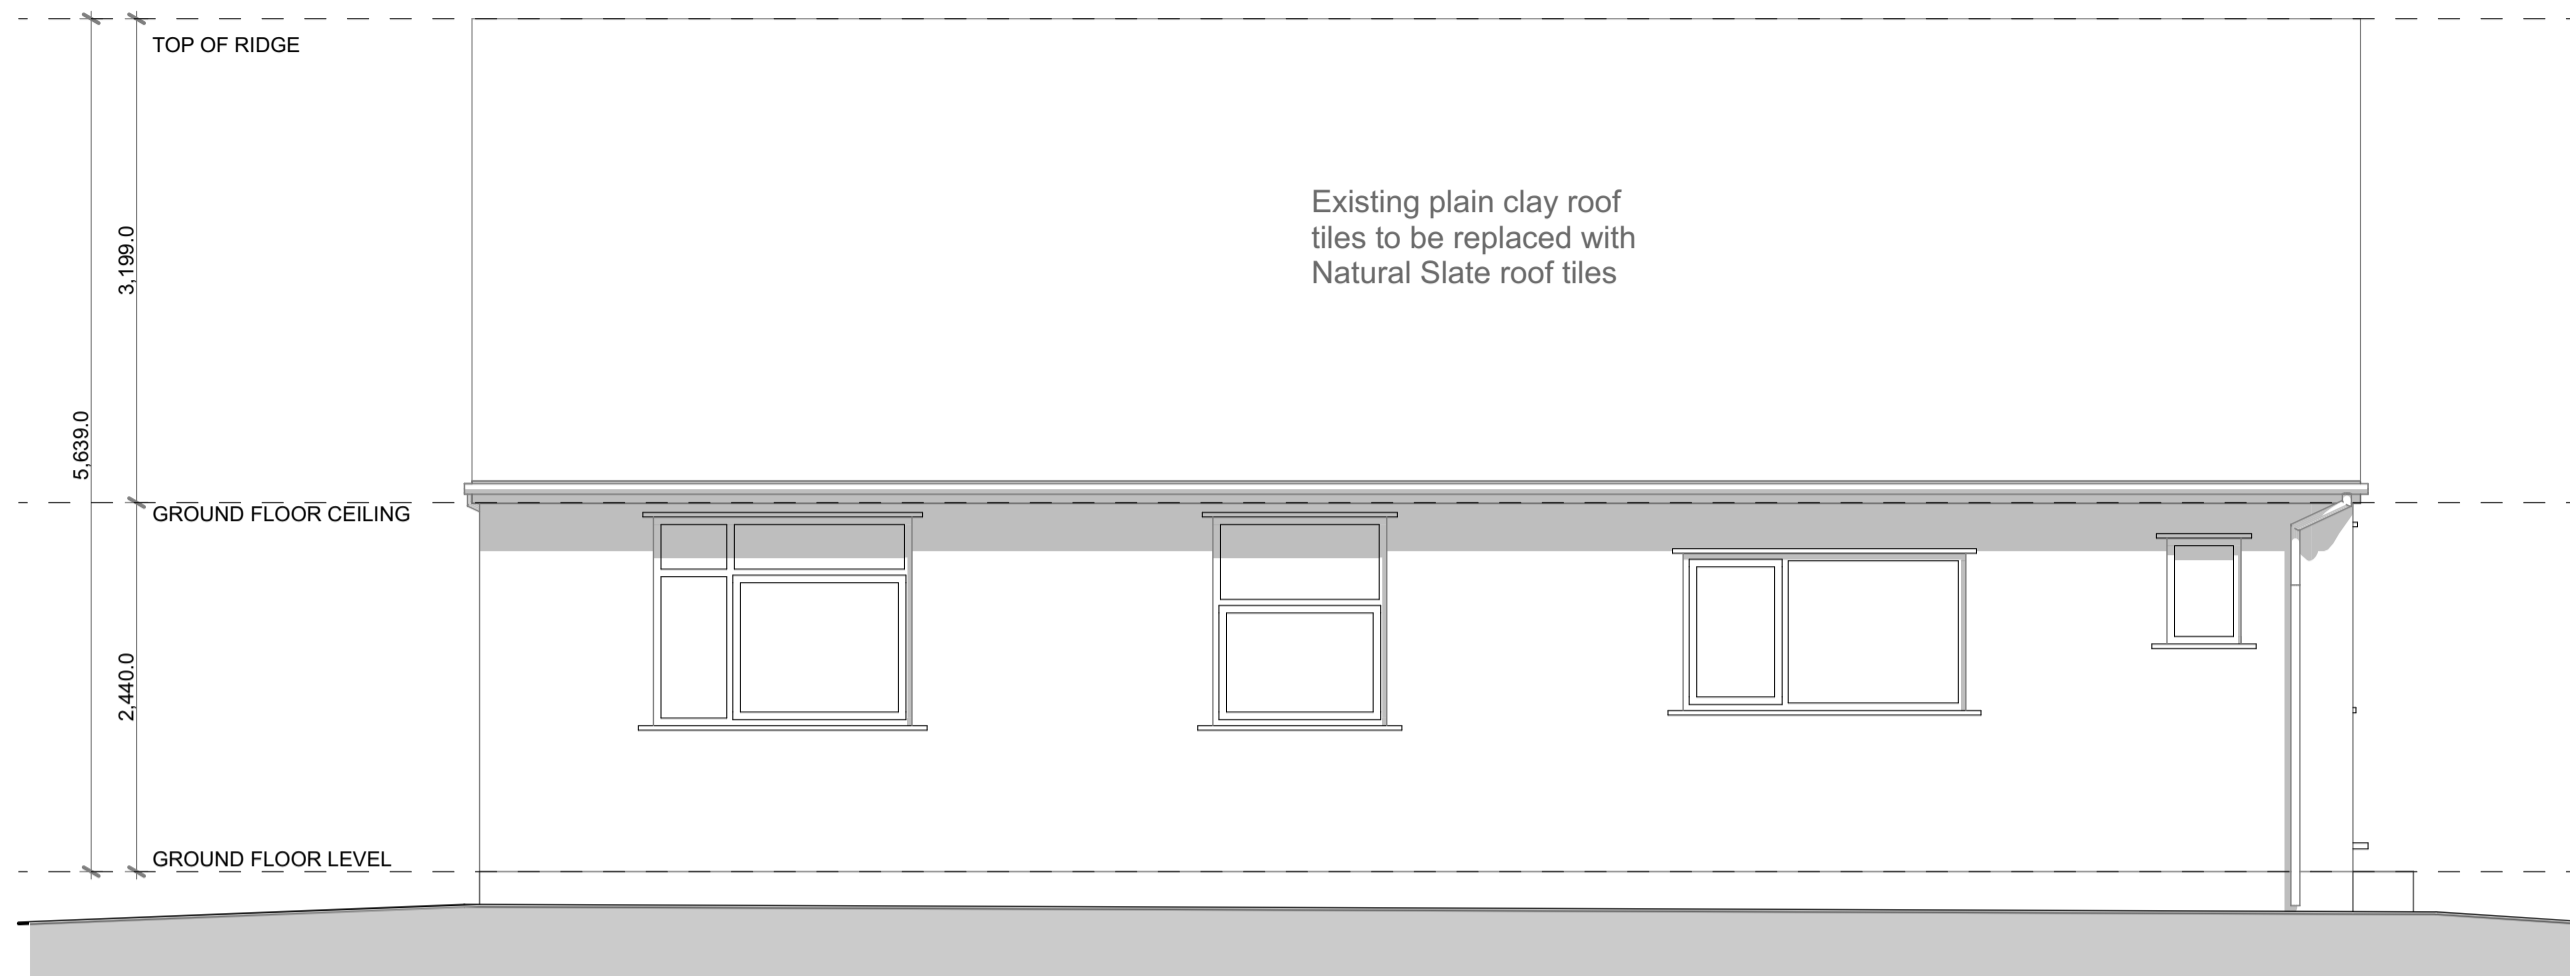 TOP OF RIDGE
Existing plain clay roof
tiles to be replaced with
Natural Slate roof tiles
3,199.0
5,639.0
GROUND FLOOR CEILING
2,440.0
GROUND FLOOR LEVEL